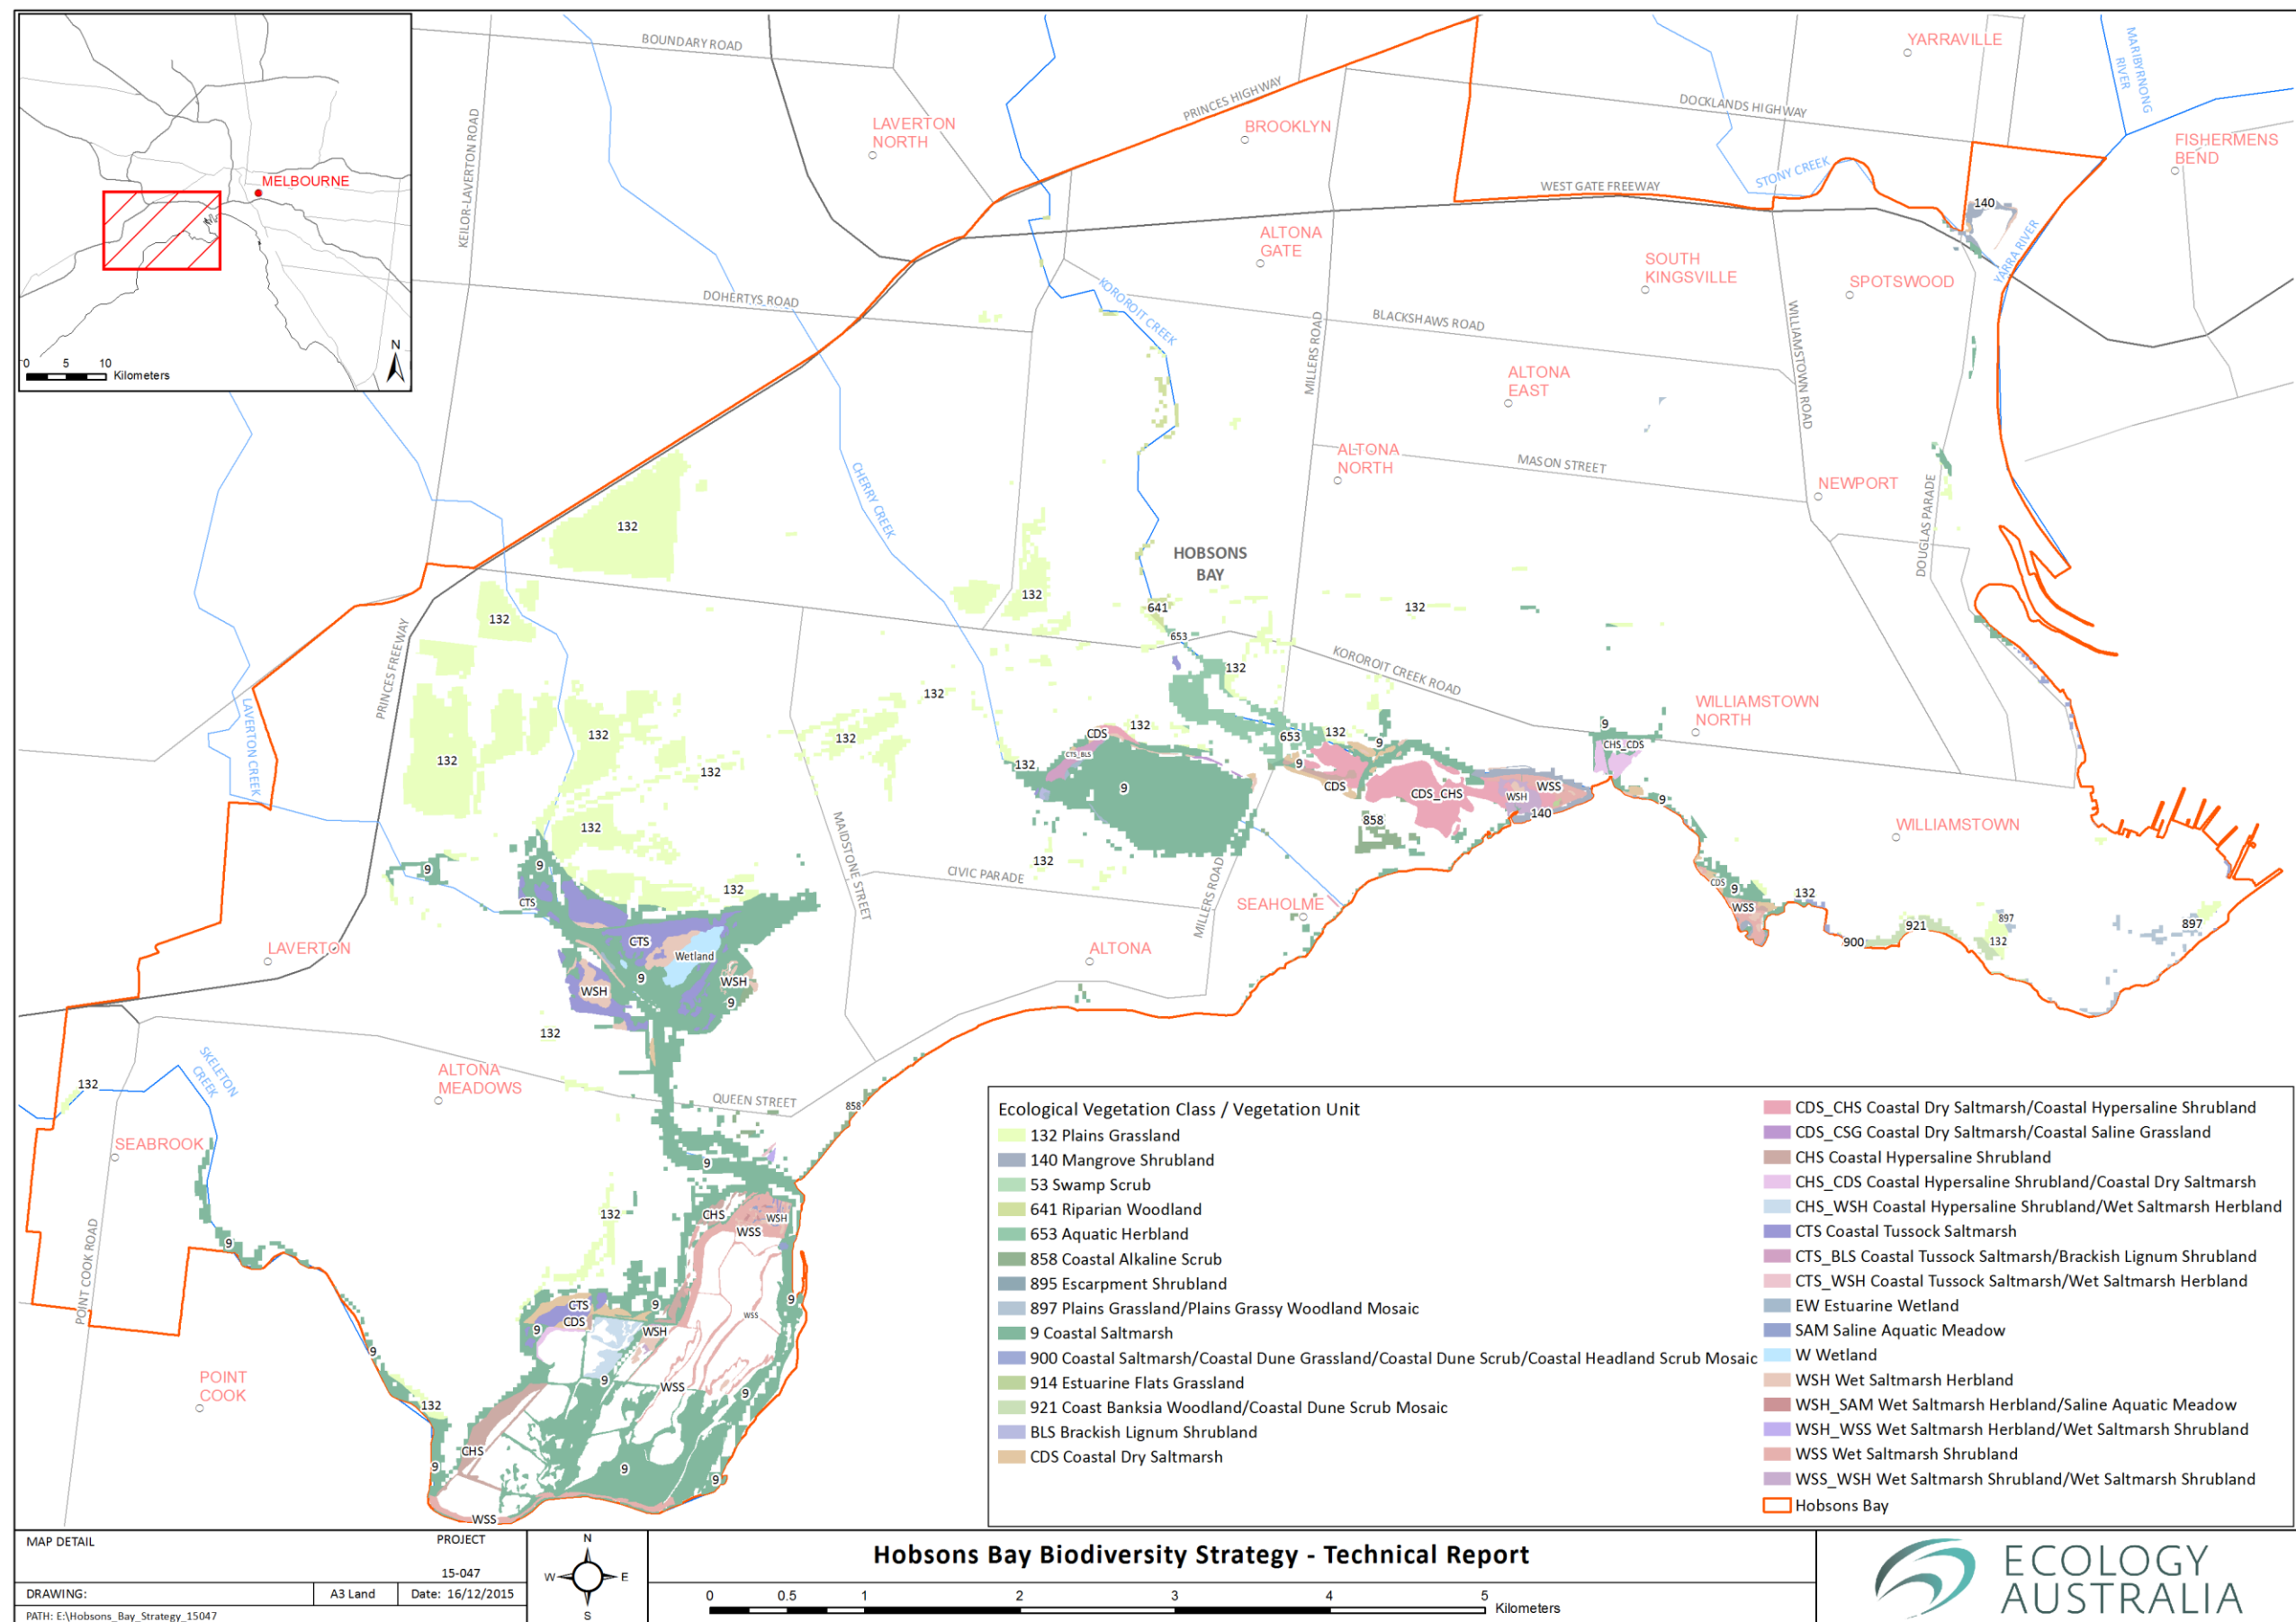 BOUNDARY ROAD
YARRAVILLE
MARIBYRNONG
RIVER
PRINCES HIGHWAY
DOCKLANDS HIGHWAY
LAVERTON
NORTH
BROOKLYN
FISHERMENS
BEND
KEILOR-LAVERTON ROAD
MELBOURNE
STONY CREEK
WEST GATE FREEWAY
140
YARRA RIVER
ALTONA
GATE
SOUTH
KINGSVILLE
SPOTSWOOD
DOHERTYS ROAD
KOROROIT CREEK
BLACKSHAWS ROAD
MILLERS ROAD
WILLIAMSTOWN ROAD
N
0 5 10
Kilometers
ALTONA
EAST
ALTONA
NORTH
MASON STREET
NEWPORT
CHERRY CREEK
DOUGLAS PARADE
132
HOBSONS
BAY
132
132
641
132
653
PRINCES FREEWAY
KOROROIT CREEK ROAD
132
132
LAVERTON CREEK
WILLIAMSTOWN
NORTH
132
132
132
CDS
132
653
132
9
9
CHS_CDS
132
132
CTS_BLS
132
9
9
CDS
CDS_CHS
WSS
WSH
140
9
132
MAIDSTONE STREET
858
WILLIAMSTOWN
9
9
132
CIVIC PARADE
MILLERS ROAD
CTS
132
CDS
9
132
SEAHOLME
WSS
921
897
897
132
900
LAVERTON
CTS
Wetland
ALTONA
9
WSH
WSH
9
132
SKELETON
CREEK
132
ALTONA
MEADOWS
QUEEN STREET
858
SEABROOK
9
132
CHS
WSH
WSS
9
POINT COOK ROAD
CTS
CDS
9
9
WSH
WSS
9
9
POINT
COOK
9
WSS
9
132
CHS
9
9
9
WSS
Ecological Vegetation Class / Vegetation Unit
132 Plains Grassland
140 Mangrove Shrubland
53 Swamp Scrub
641 Riparian Woodland
653 Aquatic Herbland
858 Coastal Alkaline Scrub
895 Escarpment Shrubland
897 Plains Grassland/Plains Grassy Woodland Mosaic
9 Coastal Saltmarsh
900 Coastal Saltmarsh/Coastal Dune Grassland/Coastal Dune Scrub/Coastal Headland Scrub Mosaic
914 Estuarine Flats Grassland
921 Coast Banksia Woodland/Coastal Dune Scrub Mosaic
BLS Brackish Lignum Shrubland
CDS Coastal Dry Saltmarsh
CDS_CHS Coastal Dry Saltmarsh/Coastal Hypersaline Shrubland
CDS_CSG Coastal Dry Saltmarsh/Coastal Saline Grassland
CHS Coastal Hypersaline Shrubland
CHS_CDS Coastal Hypersaline Shrubland/Coastal Dry Saltmarsh
CHS_WSH Coastal Hypersaline Shrubland/Wet Saltmarsh Herbland
CTS Coastal Tussock Saltmarsh
CTS_BLS Coastal Tussock Saltmarsh/Brackish Lignum Shrubland
CTS_WSH Coastal Tussock Saltmarsh/Wet Saltmarsh Herbland
EW Estuarine Wetland
SAM Saline Aquatic Meadow
W Wetland
WSH Wet Saltmarsh Herbland
WSH_SAM Wet Saltmarsh Herbland/Saline Aquatic Meadow
WSH_WSS Wet Saltmarsh Herbland/Wet Saltmarsh Shrubland
WSS Wet Saltmarsh Shrubland
WSS_WSH Wet Saltmarsh Shrubland/Wet Saltmarsh Shrubland
Hobsons Bay
MAP DETAIL
PROJECT
15-047
DRAWING:
A3 Land
Date: 16/12/2015
PATH: E:\Hobsons_Bay_Strategy_15047
N
W E
S
Hobsons Bay Biodiversity Strategy - Technical Report
0 0.5 1 2 3 4 5
Kilometers
ECOLOGY
AUSTRALIA